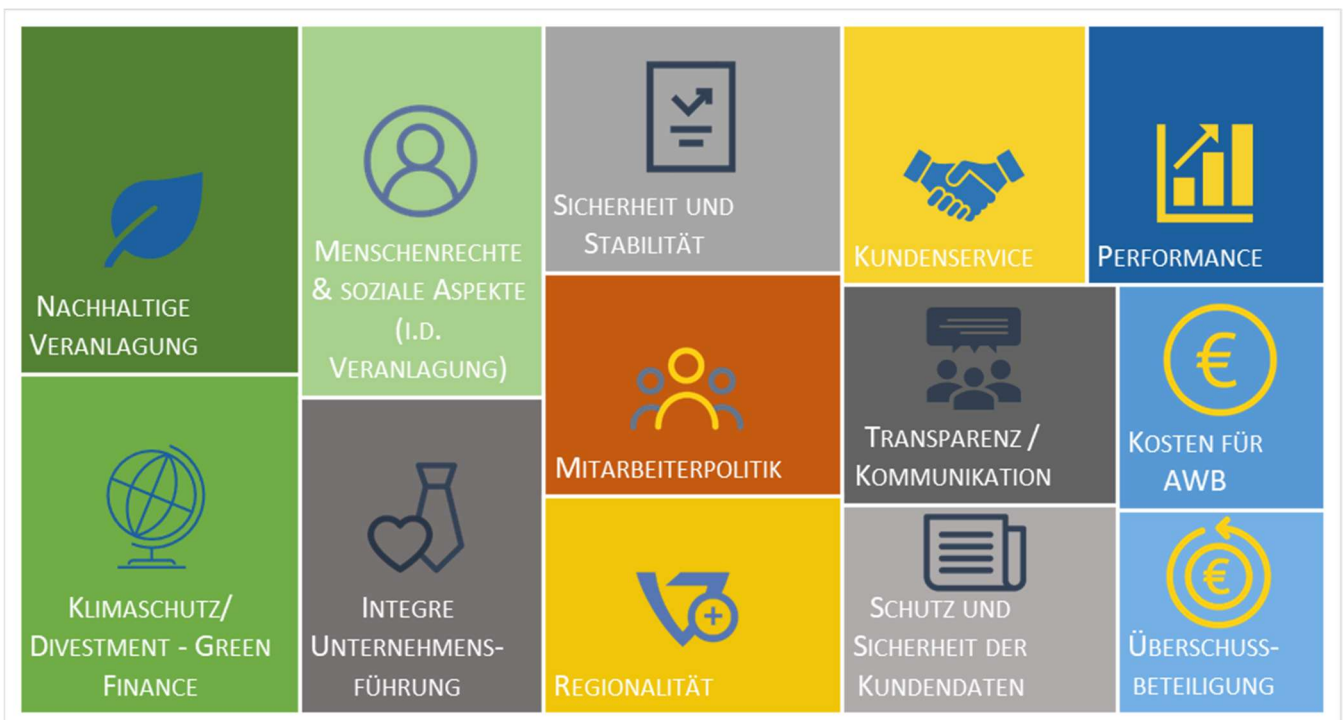 Nachhaltige
Veranlagung
Menschenrechte
& soziale Aspekte
(i.d.
Veranlagung)
Sicherheit und
Stabilität
Kundenservice
Performance
Mitarbeiterpolitik
Transparenz /
Kommunikation
€
Kosten für
AWB
Klimaschutz/
Divestment - Green
Finance
Integre
Unternehmens-
führung
Regionalität
Schutz und
Sicherheit der
Kundendaten
€
Überschuss-
beteiligung